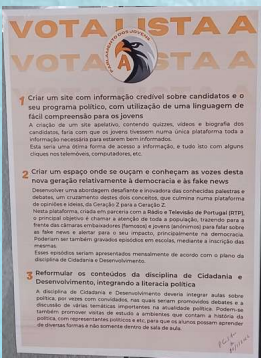 VOTA LISTA A
VOTA STA A
PARLAMENTO DOS JOVENS
A
1 Criar um site com informação credível sobre candidatos e o
seu programa político, com utilização de uma linguagem de
fácil compreensão para os jovens
A criação de um site apelativo, contendo quizzes, vídeos e biografia dos
candidatos, faria com que os jovens tivessem numa única plataforma toda a
informação necessária para estarem bem informados.
Esta seria uma ótima forma de acesso a informação, e tudo isto com alguns
cliques nos telemóveis, computadores, etc.
2 Criar um espaço onde se ouçam e conheçam as vozes desta
nova geração relativamente à democracia e às fake news
Desenvolver uma abordagem desafiante e inovadora das conhecidas palestras e
debates, um cruzamento destes dois conceitos, que culmina numa plataforma
de opiniões e ideias, da Geração Z para a Geração Z.
Nesta plataforma, criada em parceria com a Rádio e Televisão de Portugal (RTP),
o principal objetivo é chamar a atenção de toda a população, trazendo para a
frente das câmaras embaixadores (famosos) e jovens (anónimos) para falar sobre
as fake news e alertar para o seu impacto, principalmente na democracia.
Poderiam ser também gravados episódios em escolas, mediante a inscrição das
mesmas.
Esses episódios seriam apresentados mensalmente de acordo com o plano da
disciplina de Cidadania e Desenvolvimento.
3 Reformular os conteúdos da disciplina de Cidadania e
Desenvolvimento, integrando a literacia política
A disciplina de Cidadania e Desenvolvimento deveria integrar aulas sobre
política, por vezes com convidados, nas quais seriam promovidos debates e a
discussão de várias temáticas importantes na atualidade política. Podem-se
também promover visitas de estudo a ambientes que contam a história da
política, com representantes políticos e etc, para que os alunos possam aprender
de diversas formas e não somente dentro de sala de aula.